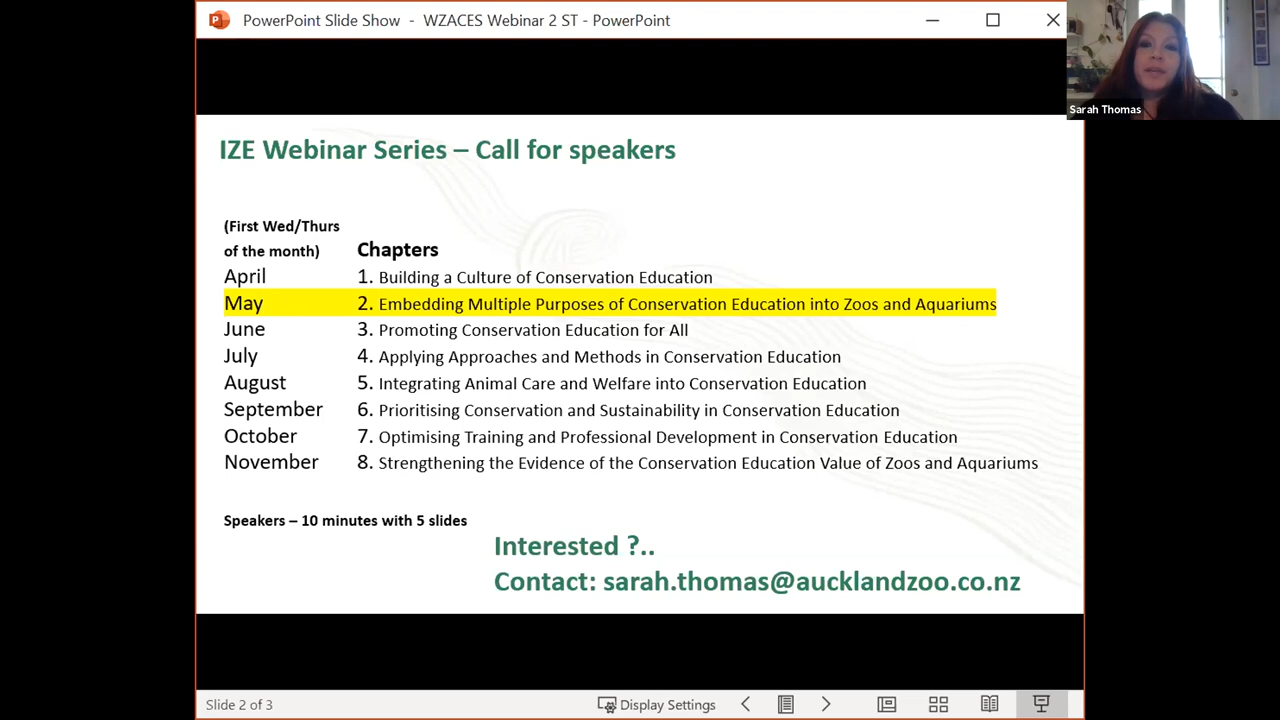 PowerPoint Slide Show - WZACES Webinar 2 ST - PowerPoint
Sarah Thomas
IZE Webinar Series – Call for speakers
(First Wed/Thurs
of the month) Chapters
April 1. Building a Culture of Conservation Education
May 2. Embedding Multiple Purposes of Conservation Education into Zoos and Aquariums
June 3. Promoting Conservation Education for All
July 4. Applying Approaches and Methods in Conservation Education
August 5. Integrating Animal Care and Welfare into Conservation Education
September 6. Prioritising Conservation and Sustainability in Conservation Education
October 7. Optimising Training and Professional Development in Conservation Education
November 8. Strengthening the Evidence of the Conservation Education Value of Zoos and Aquariums
Speakers – 10 minutes with 5 slides
Interested ?..
Contact: sarah.thomas@aucklandzoo.co.nz
Slide 2 of 3 Display Settings